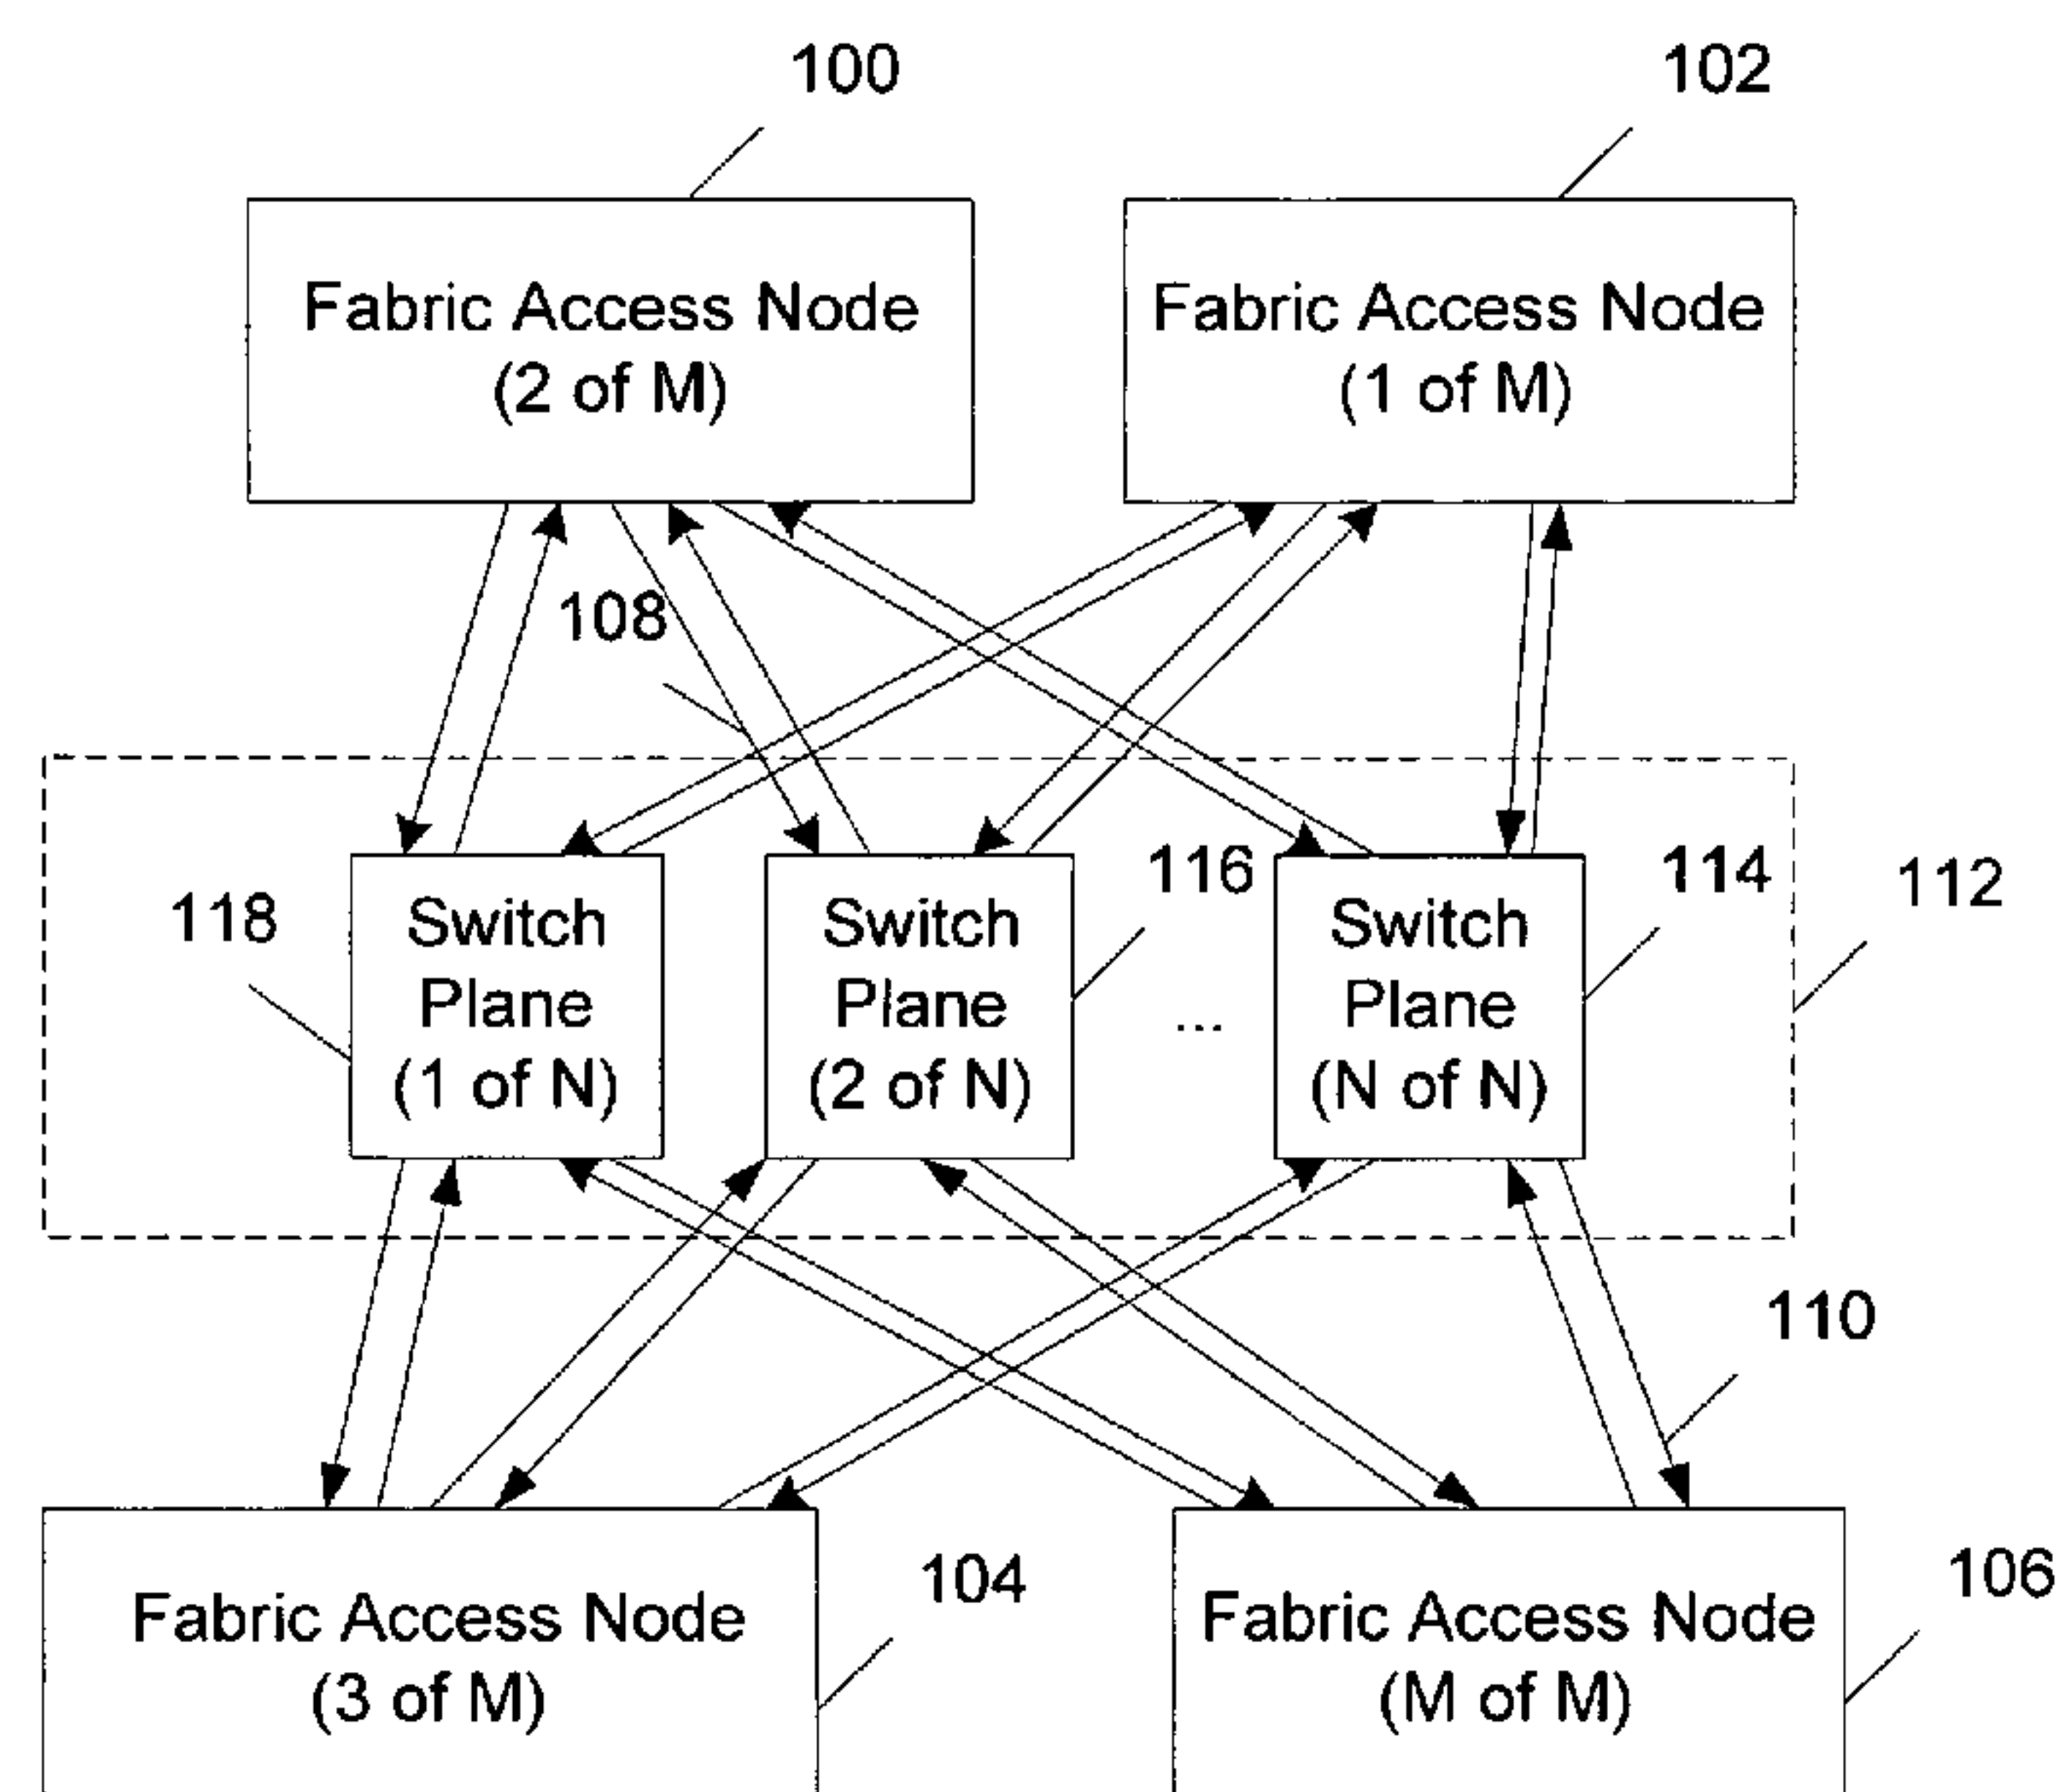 100
102
Fabric Access Node
(2 of M)
Fabric Access Node
(1 of M)
108
118
Switch
Plane
(1 of N)
Switch
Plane
(2 of N)
116
...
Switch
Plane
(N of N)
114
112
110
Fabric Access Node
(3 of M)
104
Fabric Access Node
(M of M)
106